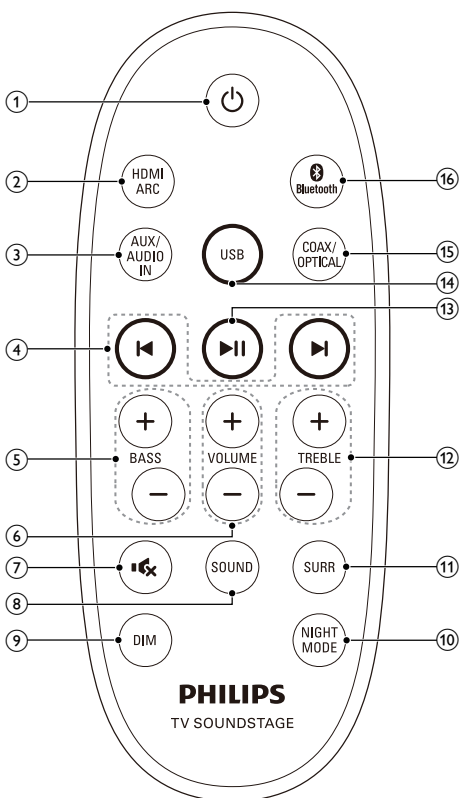 1
2
HDMI
ARC
Bluetooth
16
3
AUX/
AUDIO
IN
USB
COAX/
OPTICAL
15
14
13
4
5
BASS
VOLUME
TREBLE
12
6
7
SOUND
SURR
11
8
9
DIM
NIGHT
MODE
10
PHILIPS
TV SOUNDSTAGE